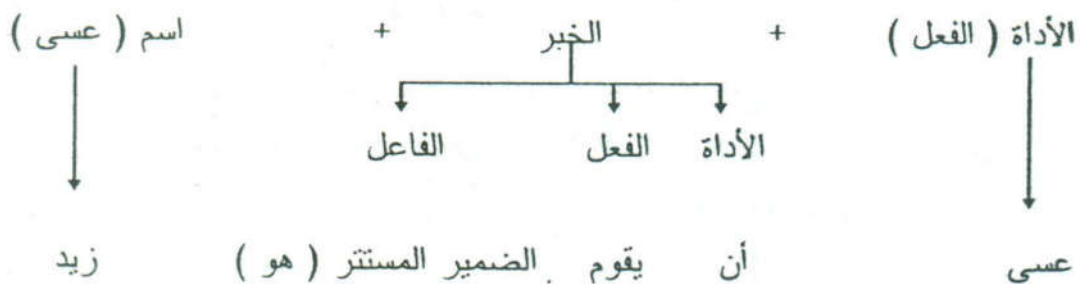 الأداة ( الفعل ) + الخبر + اسم ( عسى )
الأداة الفعل الفاعل
عسى أن يقوم الضمير المستتر ( هو ) زيد